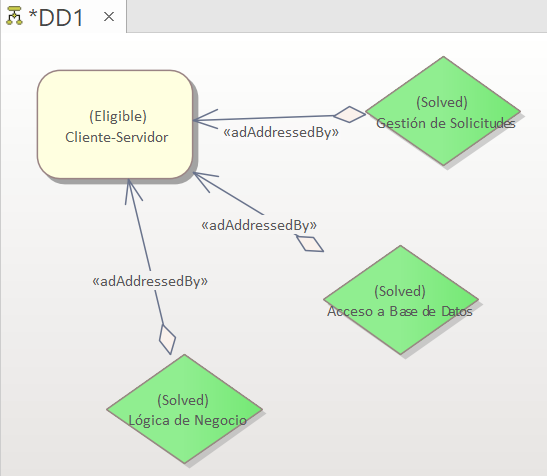 *DD1
(Eligible)
Cliente-Servidor
(Solved)
Gestión de Solicitudes
«adAddressedBy»
«adAddressedBy»
«adAddressedBy»
(Solved)
Acceso a Base de Datos
(Solved)
Lógica de Negocio